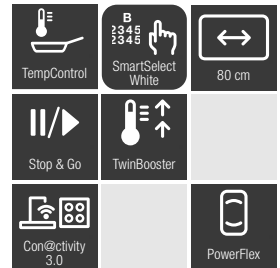 TempControl
B
2345
2345
SmartSelect
White
80 cm
Stop & Go
TwinBooster
Con@ctivity
3.0
PowerFlex